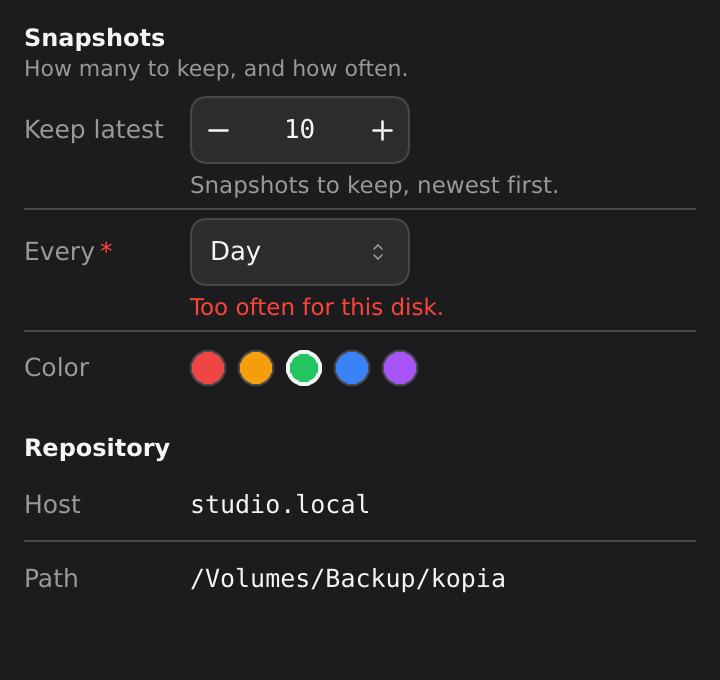 Snapshots
How many to keep, and how often.
Keep latest − 10 +
Snapshots to keep, newest first.
Every * Day
Too often for this disk.
Color
Repository
Host studio.local
Path /Volumes/Backup/kopia